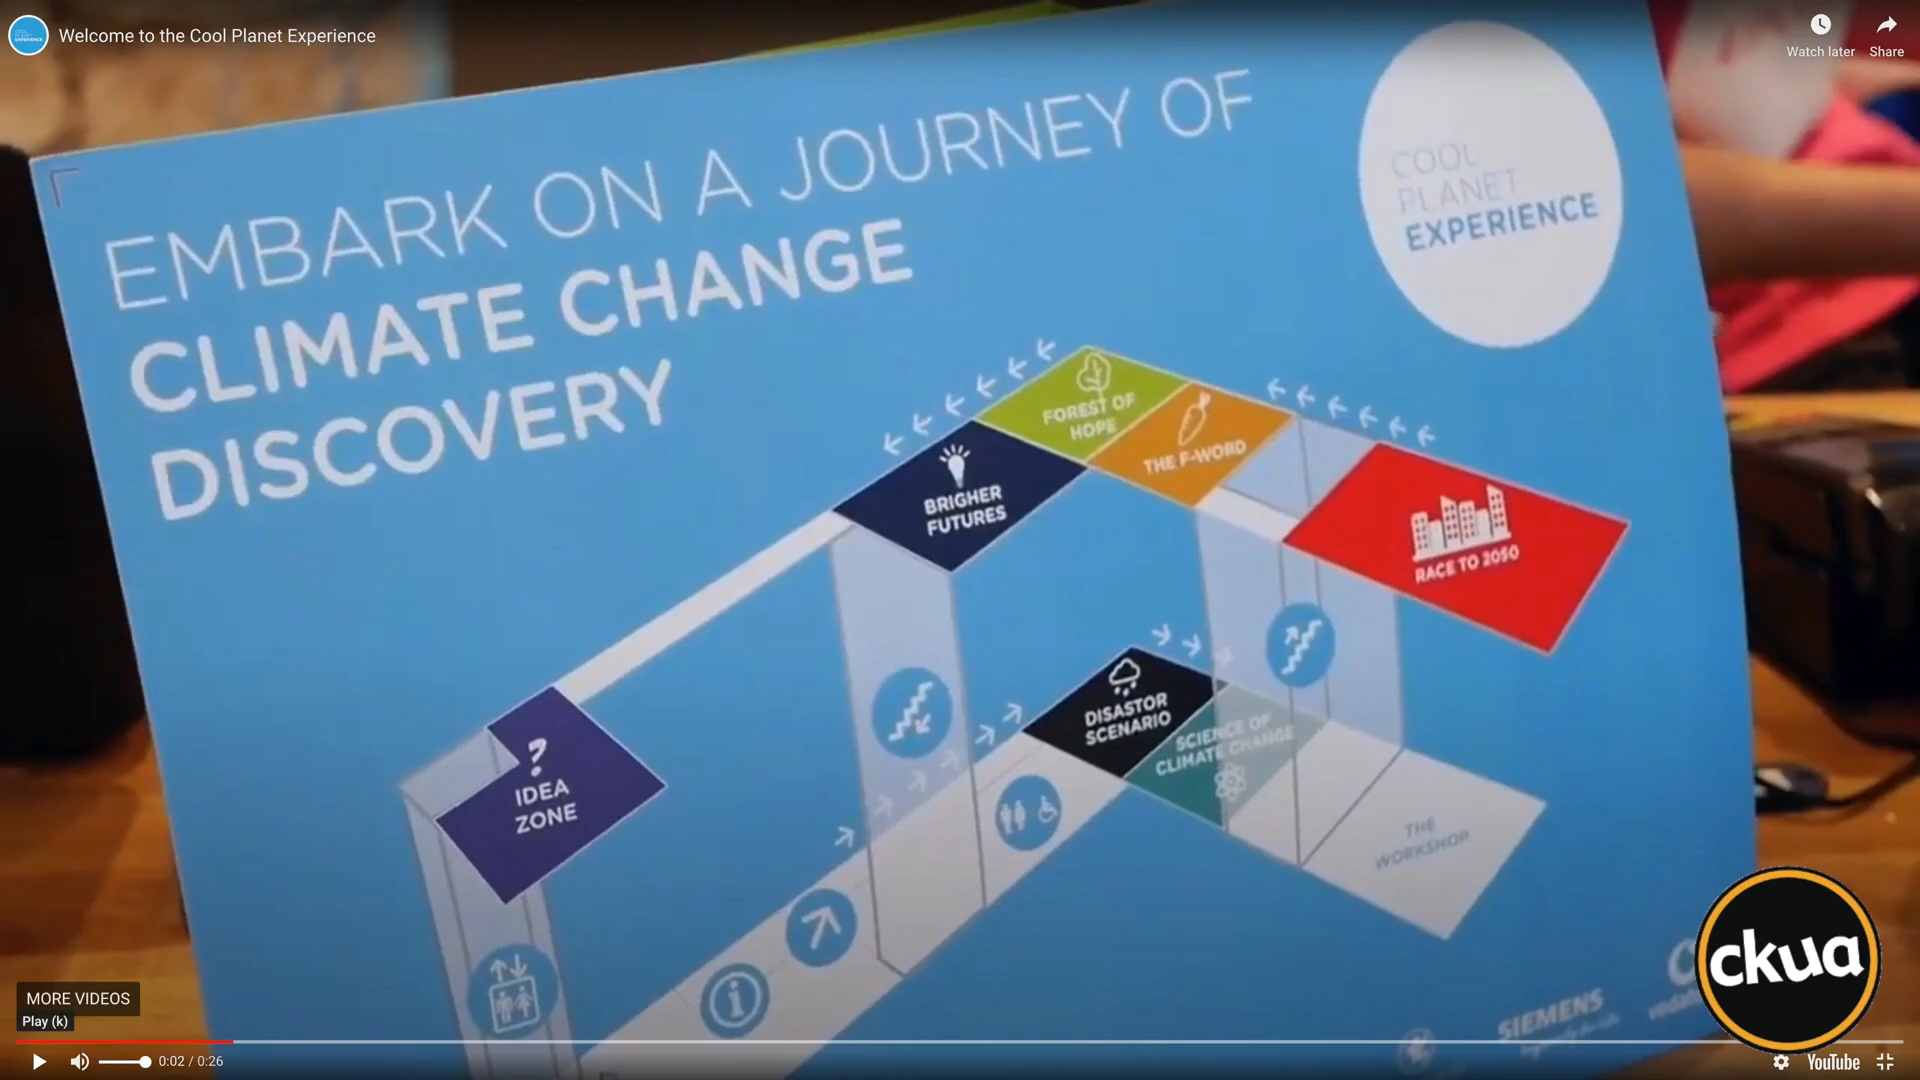 Welcome to the Cool Planet Experience
Watch later
Share
EMBARK ON A JOURNEY OF
CLIMATE CHANGE
DISCOVERY
COOL
PLANET
EXPERIENCE
FOREST OF
HOPE
THE F-WORD
BRIGHER
FUTURES
RACE TO 2050
DISASTOR
SCENARIO
SCIENCE OF
CLIMATE CHANGE
?
IDEA
ZONE
THE
WORKSHOP
i
ckua
SIEMENS
MORE VIDEOS
Play (k)
0:02 / 0:26
YouTube